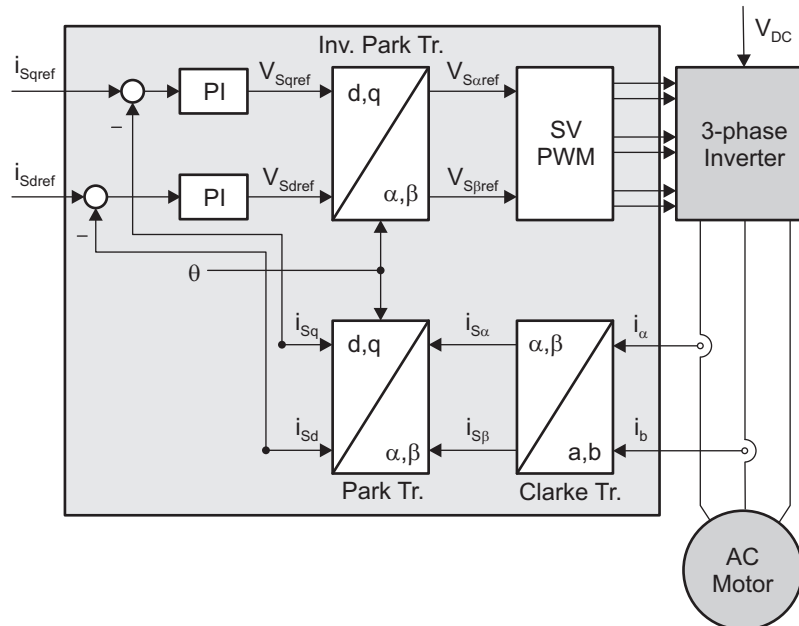 Inv. Park Tr.
V_DC
i_Sqref
PI
V_Sqref
d,q
α,β
V_Sαref
SV
PWM
3-phase
Inverter
–
i_Sdref
PI
V_Sdref
V_Sβref
–
θ
i_Sq
d,q
α,β
i_Sα
α,β
a,b
i_α
i_Sd
i_Sβ
i_b
Park Tr.
Clarke Tr.
AC
Motor